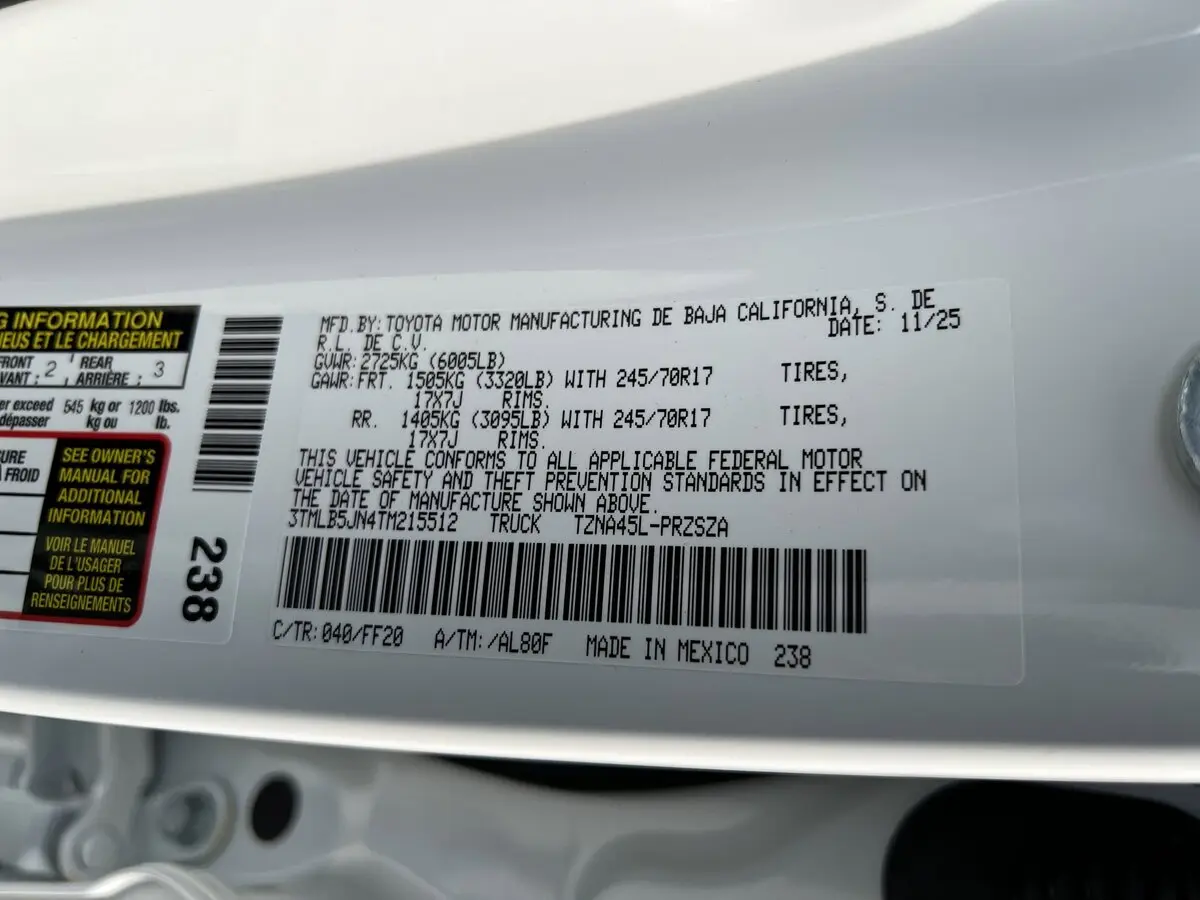 G INFORMATION
EUS ET LE CHARGEMENT
FRONT 2 REAR 3
VANT : ARRIÈRE :
er exceed 545 kg or 1200 lbs.
dépasser kg ou lb.
URE
FROID
SEE OWNER'S
MANUAL FOR
ADDITIONAL
INFORMATION
VOIR LE MANUEL
DE L'USAGER
POUR PLUS DE
RENSEIGNEMENTS
238
MFD. BY: TOYOTA MOTOR MANUFACTURING DE BAJA CALIFORNIA, S. DE
R.L. DE C.V. DATE: 11/25
GVWR: 2725KG (6005LB)
GAWR: FRT. 1505KG (3320LB) WITH 245/70R17 TIRES,
17X7J RIMS.
RR. 1405KG (3095LB) WITH 245/70R17 TIRES,
17X7J RIMS.
THIS VEHICLE CONFORMS TO ALL APPLICABLE FEDERAL MOTOR
VEHICLE SAFETY AND THEFT PREVENTION STANDARDS IN EFFECT ON
THE DATE OF MANUFACTURE SHOWN ABOVE.
3TMLB5JN4TM215512 TRUCK TZNA45L-PRZSZA
C/TR: 040/FF20 A/TM: /AL80F MADE IN MEXICO 238